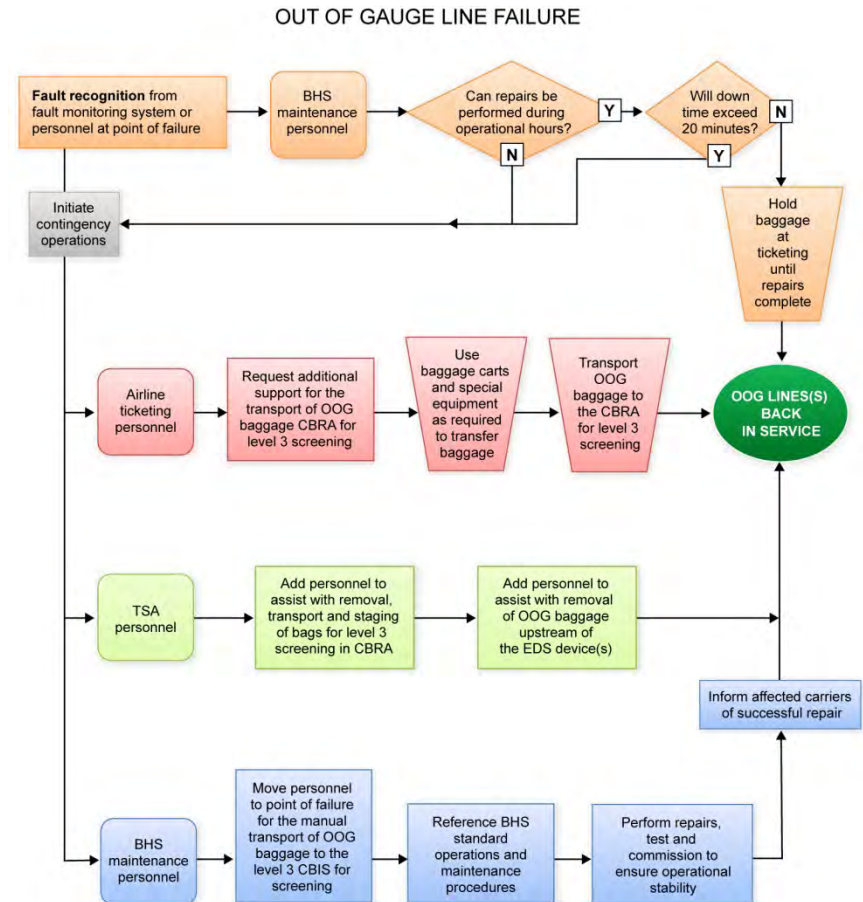 OUT OF GAUGE LINE FAILURE
Fault recognition from
fault monitoring system or
personnel at point of failure
BHS
maintenance
personnel
Can repairs be
performed during
operational hours?
Y
N
Will down
time exceed
20 minutes?
N
Y
Initiate
contingency
operations
Hold
baggage
at
ticketing
until
repairs
complete
Airline
ticketing
personnel
Request additional
support for the
transport of OOG
baggage CBRA for
level 3 screening
Use
baggage carts
and special
equipment
as required
to transfer
baggage
Transport
OOG
baggage to
the CBRA
for level 3
screening
OOG LINES(S)
BACK
IN SERVICE
TSA
personnel
Add personnel to
assist with removal,
transport and staging
of bags for level 3
screening in CBRA
Add personnel to
assist with removal
of OOG baggage
upstream of
the EDS device(s)
Inform affected carriers
of successful repair
BHS
maintenance
personnel
Move personnel
to point of failure
for the manual
transport of OOG
baggage to the
level 3 CBIS for
screening
Reference BHS
standard
operations and
maintenance
procedures
Perform repairs,
test and
commission to
ensure operational
stability